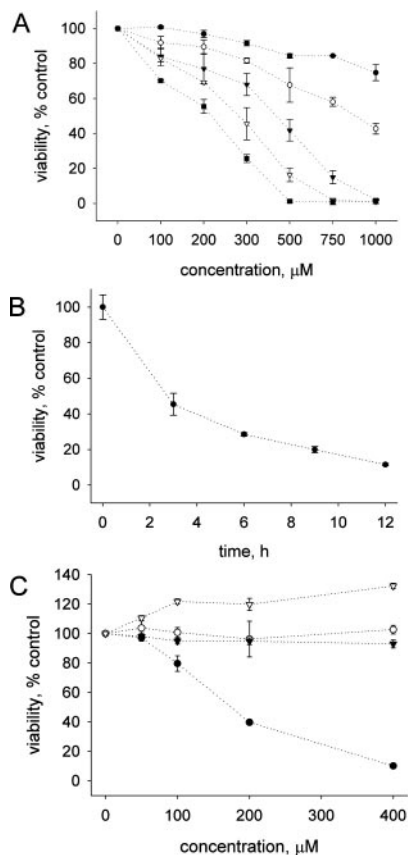 A
viability, % control
100
80
60
40
20
0
0 100 200 300 500 750 1000
concentration, μM
B
viability, % control
100
80
60
40
20
0
0 2 4 6 8 10 12
time, h
C
viability, % control
140
120
100
80
60
40
20
0
0 100 200 300 400
concentration, μM